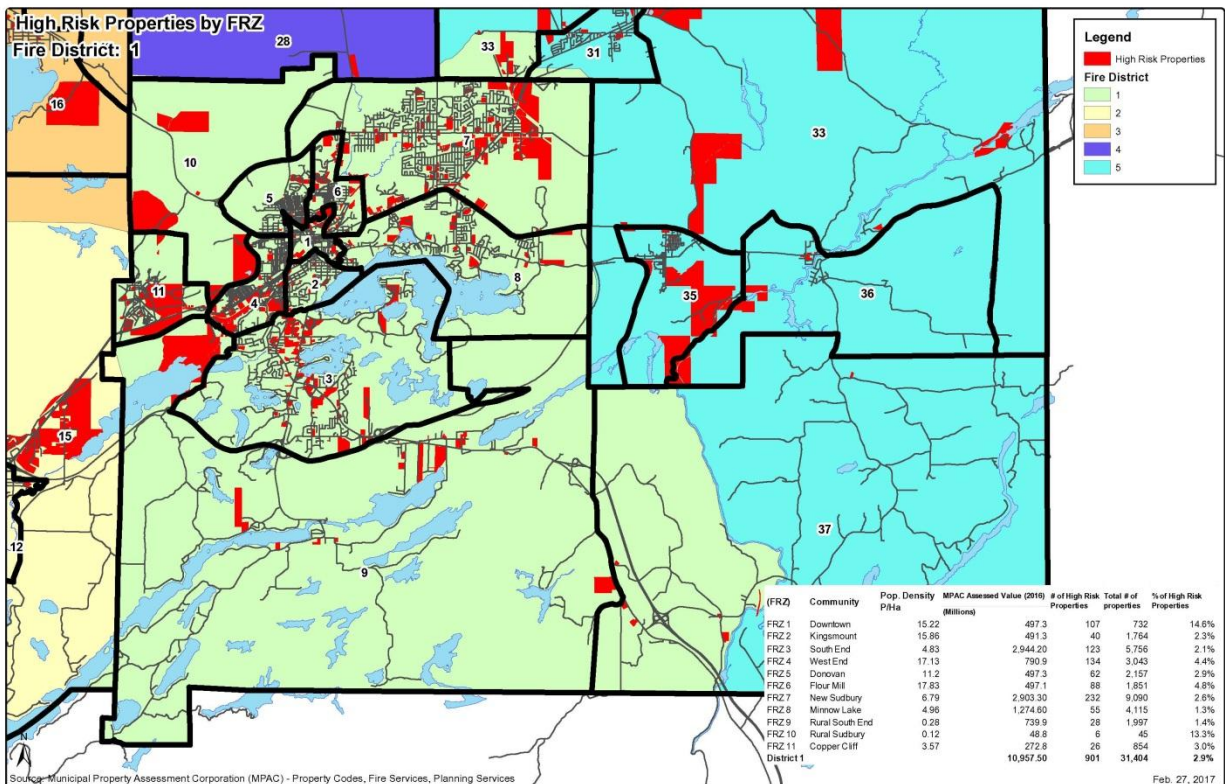 High Risk Properties by FRZ
Fire District: 1
Legend
High Risk Properties
Fire District
1
2
3
4
5
28
33
31
16
10
7
33
5
6
1
8
2
11
4
35
36
3
15
12
9
37
(FRZ) Community Pop. Density P/Ha MPAC Assessed Value (2016) (Millions) # of High Risk Properties Total # of properties % of High Risk Properties
FRZ 1 Downtown 15.22 497.3 107 732 14.6%
FRZ 2 Kingsmount 15.86 491.3 40 1,764 2.3%
FRZ 3 South End 4.83 2,944.20 123 5,756 2.1%
FRZ 4 West End 17.13 790.9 134 3,043 4.4%
FRZ 5 Donovan 11.2 497.3 62 2,157 2.9%
FRZ 6 Flour Mill 17.83 497.1 88 1,851 4.8%
FRZ 7 New Sudbury 6.79 2,903.30 232 9,090 2.6%
FRZ 8 Minnow Lake 4.96 1,274.60 55 4,115 1.3%
FRZ 9 Rural South End 0.28 739.9 28 1,997 1.4%
FRZ 10 Rural Sudbury 0.12 48.8 6 45 13.3%
FRZ 11 Copper Cliff 3.57 272.8 26 854 3.0%
District 1 10,957.50 901 31,404 2.9%
N
Source: Municipal Property Assessment Corporation (MPAC) - Property Codes, Fire Services, Planning Services
Feb. 27, 2017